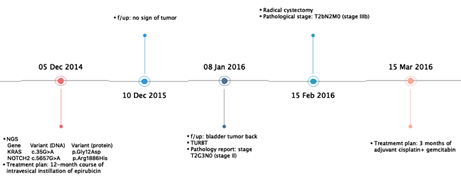 • Radical cystectomy
• Pathological stage: T2bN2M0 (stage IIIb)
• f/up: no sign of tumor
05 Dec 2014
08 Jan 2016
15 Mar 2016
10 Dec 2015
15 Feb 2016
• NGS
Gene Variant (DNA) Variant (protein)
KRAS c.35G>A p.Gly12Asp
NOTCH2 c.5657G>A p.Arg1886His
• Treatment plan: 12-month course of
intravesical instillation of epirubicin
• f/up: bladder tumor back
• TURBT
• Pathology report: stage
T2G3N0 (stage II)
• Treatmemt plan: 3 months of
adjuvant cisplatin+ gemcitabin